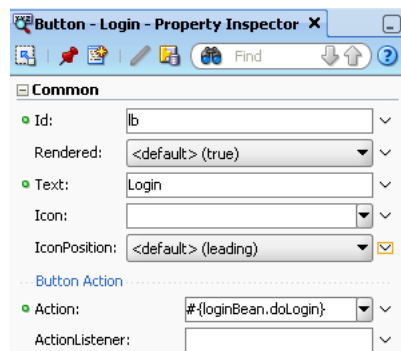 Button - Login - Property Inspector
Find
Common
Id: lb
Rendered: <default> (true)
Text: Login
Icon:
IconPosition: <default> (leading)
Button Action
Action: #{loginBean.doLogin}
ActionListener: